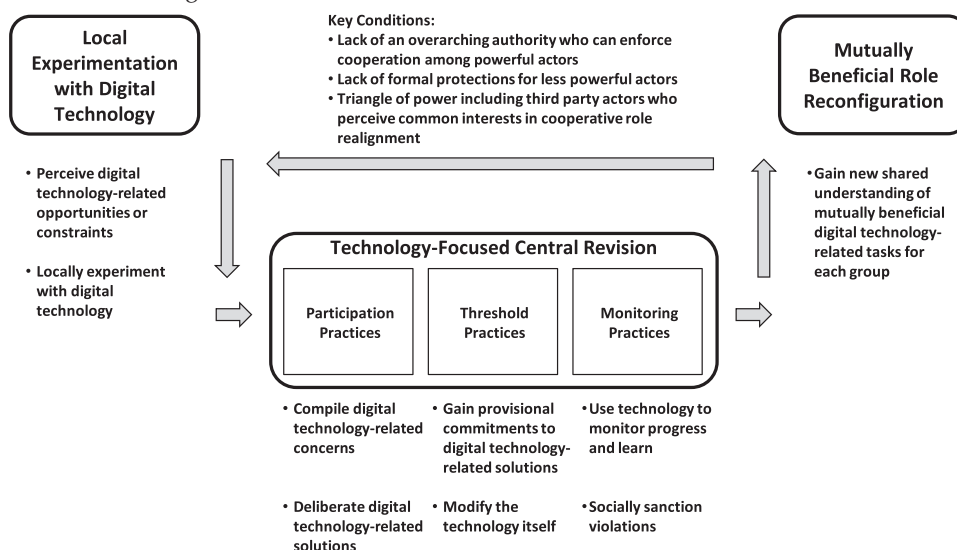 Local
Experimentation
with Digital
Technology
Key Conditions:
• Lack of an overarching authority who can enforce
cooperation among powerful actors
• Lack of formal protections for less powerful actors
• Triangle of power including third party actors who
perceive common interests in cooperative role
realignment
Mutually
Beneficial Role
Reconfiguration
• Perceive digital
technology-related
opportunities or
constraints
• Locally experiment
with digital
technology
• Gain new shared
understanding of
mutually beneficial
digital technology-
related tasks for
each group
Technology-Focused Central Revision
Participation
Practices
Threshold
Practices
Monitoring
Practices
• Compile digital
technology-related
concerns
• Deliberate digital
technology-related
solutions
• Gain provisional
commitments to
digital technology-
related solutions
• Modify the
technology itself
• Use technology to
monitor progress
and learn
• Socially sanction
violations